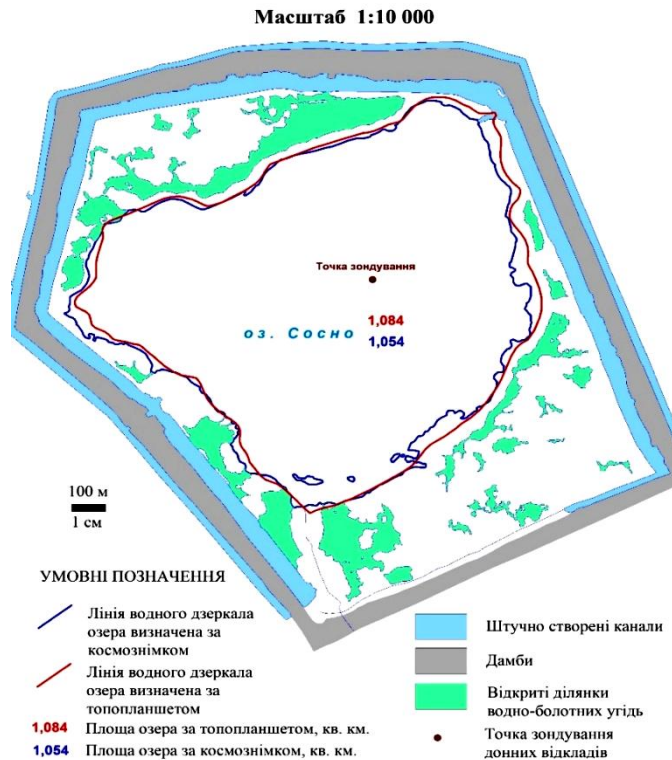 Масштаб 1:10 000
Точка зондування
оз. Сосно
1,084
1,054
100 м
1 см
УМОВНІ ПОЗНАЧЕННЯ
Лінія водного дзеркала
озера визначена за
космознімком
Лінія водного дзеркала
озера визначена за
топопланшетом
1,084 Площа озера за топопланшетом, кв. км.
1,054 Площа озера за космознімком, кв. км.
Штучно створені канали
Дамби
Відкриті ділянки
водно-болотних угідь
Точка зондування
донних відкладів